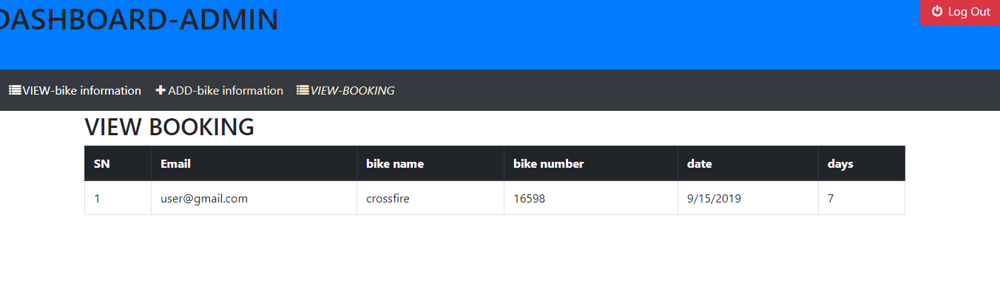 DASHBOARD-ADMIN
Log Out
VIEW-bike information ADD-bike information VIEW-BOOKING
VIEW BOOKING
SN Email bike name bike number date days
1 user@gmail.com crossfire 16598 9/15/2019 7